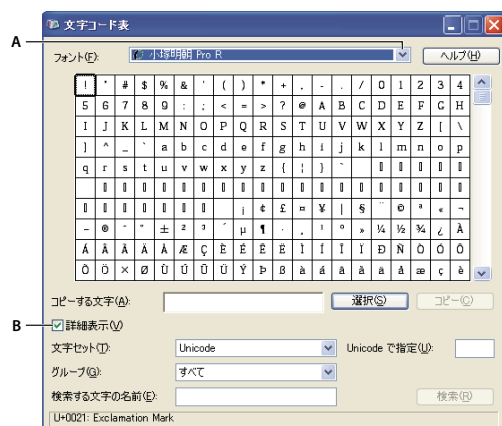 文字コード表
A
フォント(F): 小塚明朝 Pro R ヘルプ(H)
! " # $ % & ' ( ) * + , - . / 0 1 2 3 4
5 6 7 8 9 : ; < = > ? @ A B C D E F G H
I J K L M N O P Q R S T U V W X Y Z [ \
] ^ _ ` a b c d e f g h i j k l m n o p
q r s t u v w x y z { | } ~
¡ ¢ £ ¤ ¥ ¦ § ¨ © ª « ¬
- ® ¯ ° ± ² ³ ´ µ ¶ · ¸ ¹ º » ¼ ½ ¾ ¿ À
Á Â Ã Ä Å Æ Ç È É Ê Ë Ì Í Î Ï Ð Ñ Ò Ó Ô
Õ Ö × Ø Ù Ú Û Ü Ý Þ ß à á â ã ä å æ ç è
コピーする文字(A): 選択(S) コピー(C)
B
詳細表示(V)
文字セット(T): Unicode Unicode で指定(U):
グループ(G): すべて
検索する文字の名前(E): 検索(R)
U+0021: Exclamation Mark